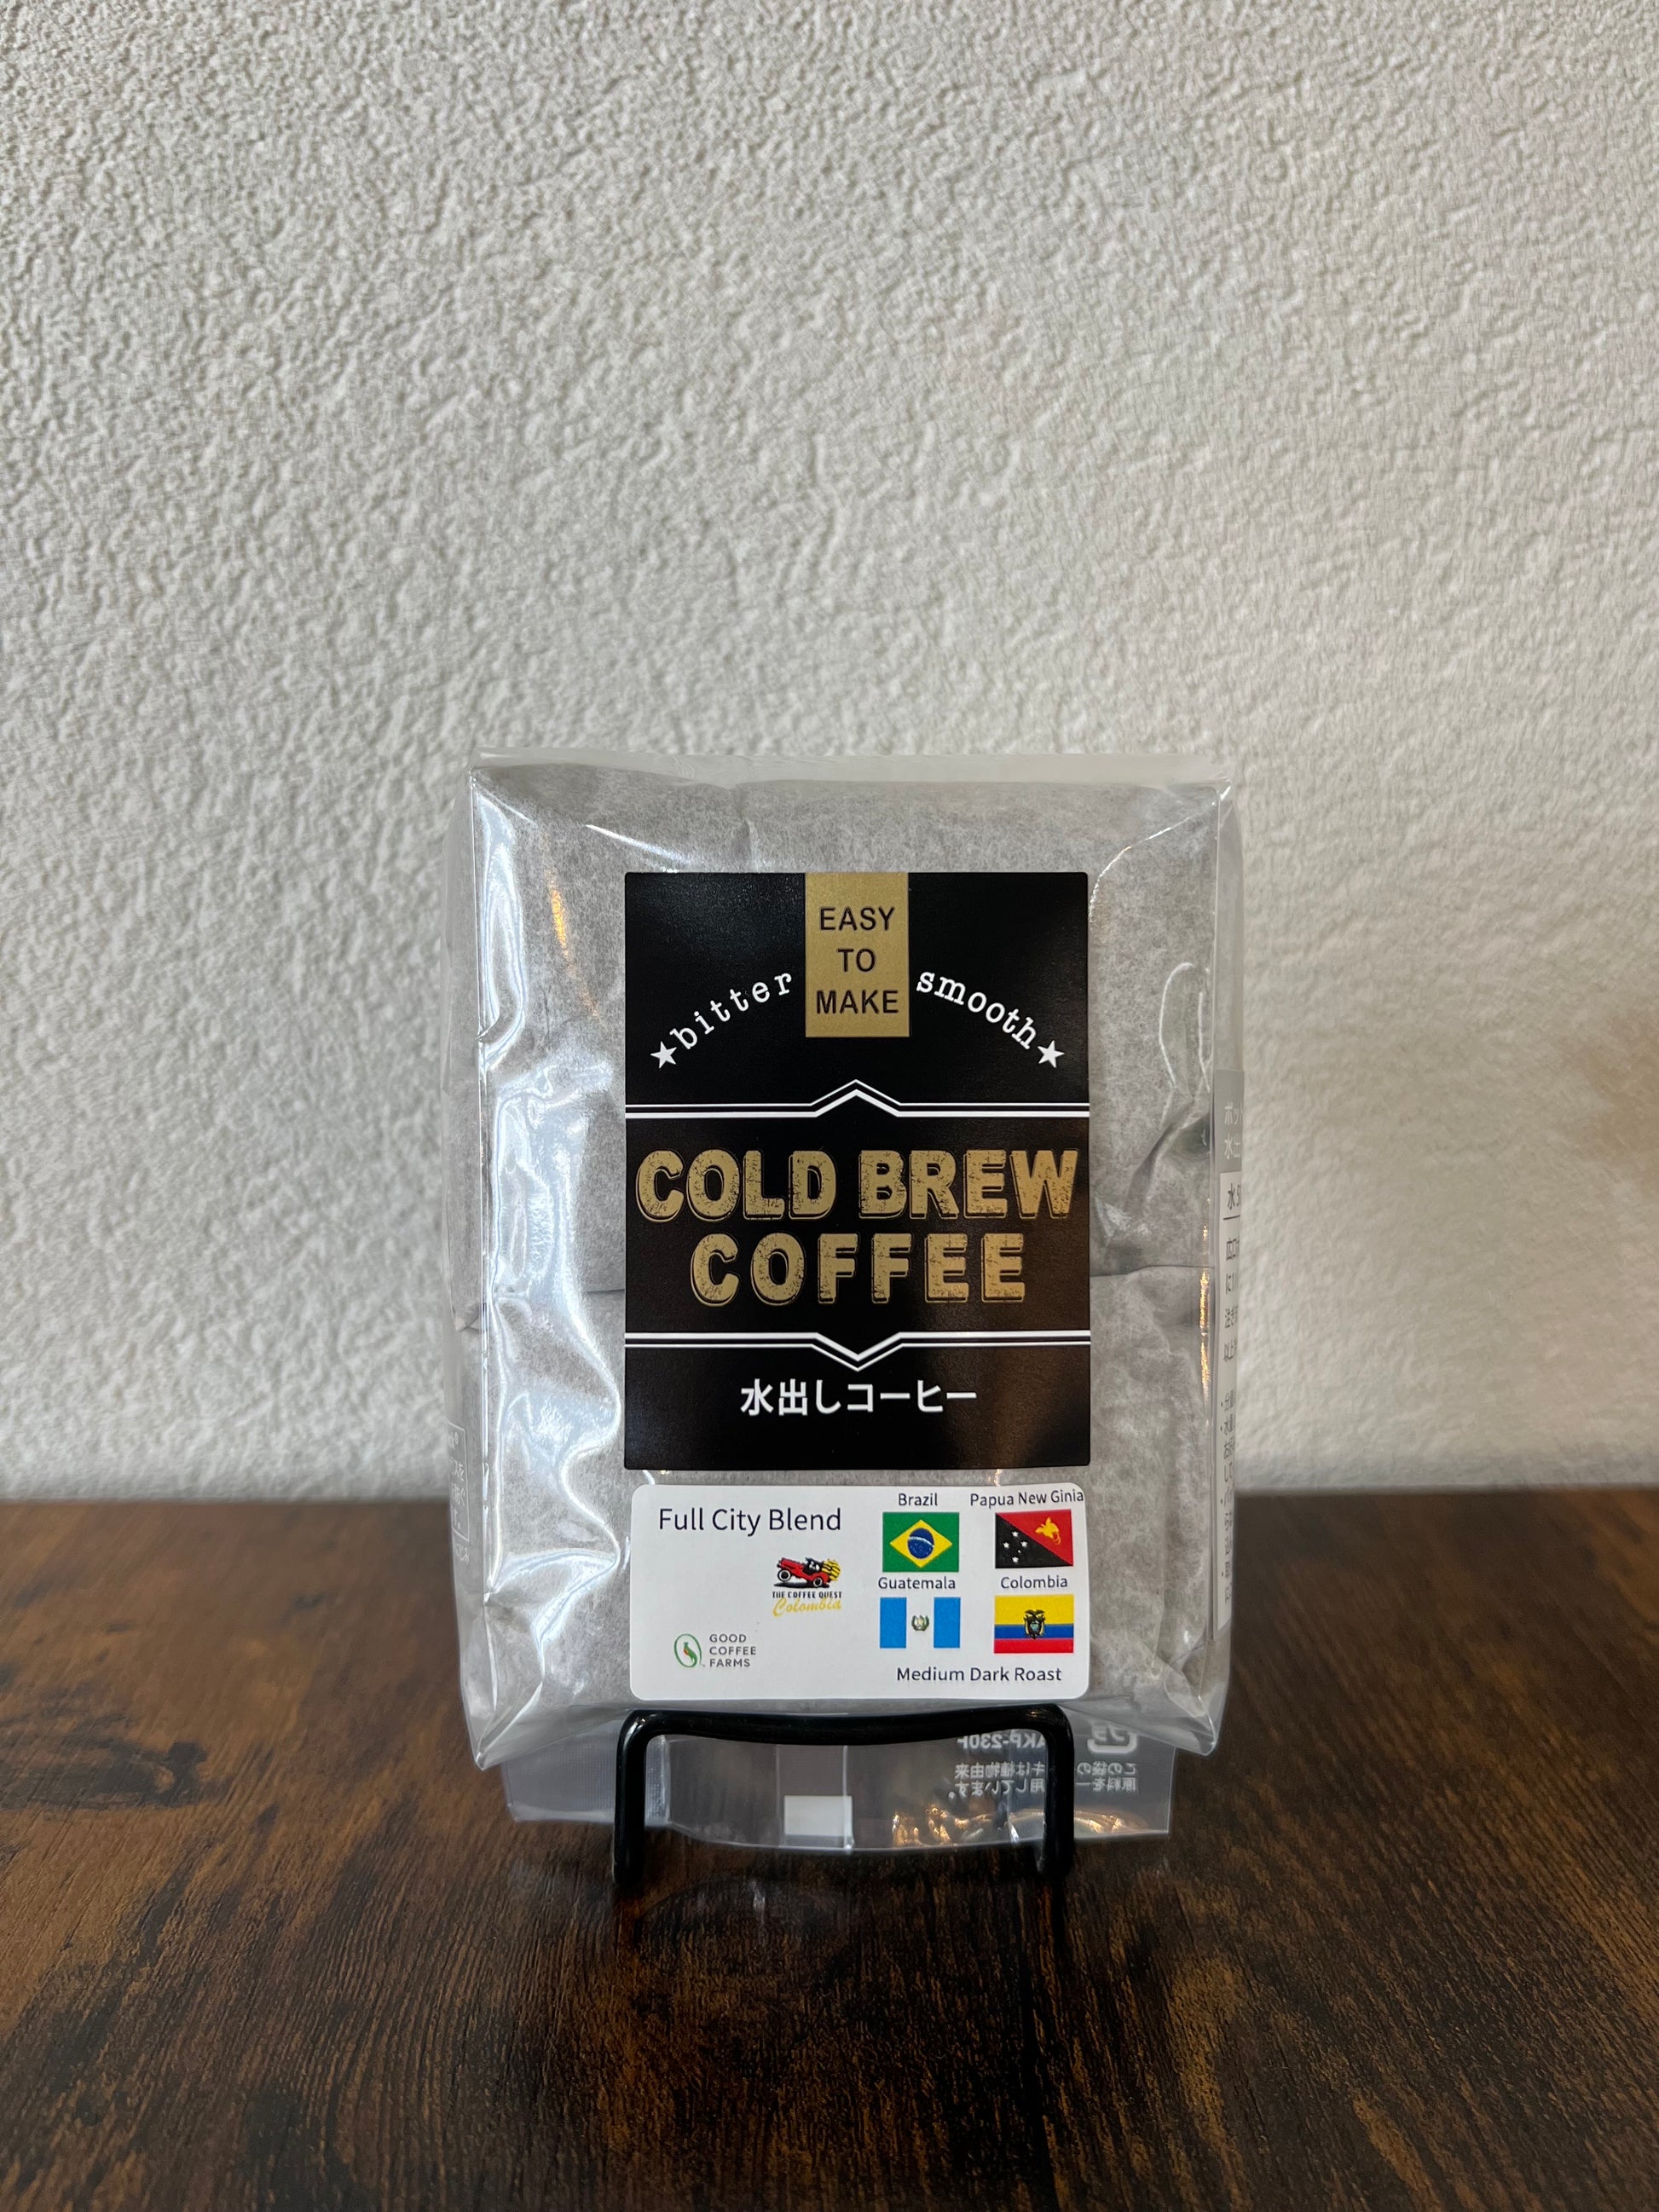 EASY
TO
MAKE
★bitter smooth★
COLD BREW
COFFEE
水出しコーヒー
Full City Blend
Brazil Papua New Ginia
Guatemala Colombia
THE COFFEE QUEST
Colombia
GOOD
COFFEE
FARMS
Medium Dark Roast